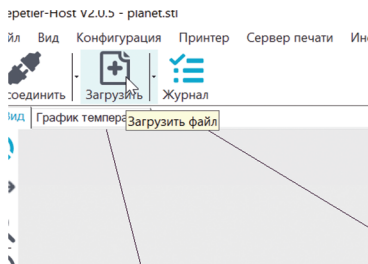 epetier-Host V2.0.5 - planet.stl
йл Вид Конфигурация Принтер Сервер печати Ин
соединить Загрузить Журнал
Вид График темпера
Загрузить файл